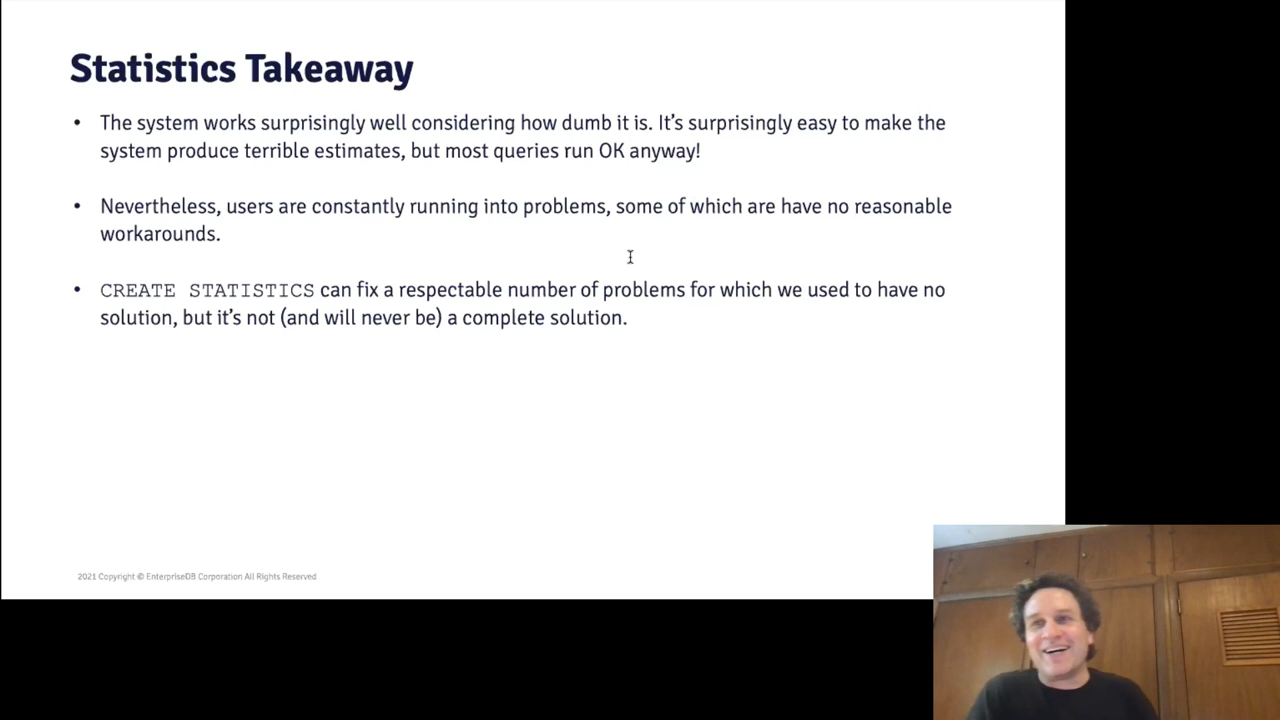 Statistics Takeaway
• The system works surprisingly well considering how dumb it is. It's surprisingly easy to make the
system produce terrible estimates, but most queries run OK anyway!
• Nevertheless, users are constantly running into problems, some of which are have no reasonable
workarounds.
• CREATE STATISTICS can fix a respectable number of problems for which we used to have no
solution, but it's not (and will never be) a complete solution.
2021 Copyright © EnterpriseDB Corporation All Rights Reserved